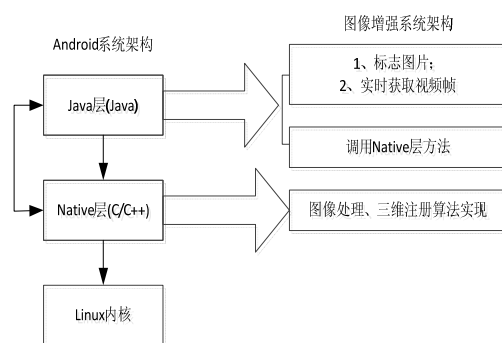 图像增强系统架构
Android系统架构
1、标志图片；
2、实时获取视频帧
Java层(Java)
调用Native层方法
Native层(C/C++)
图像处理、三维注册算法实现
Linux内核